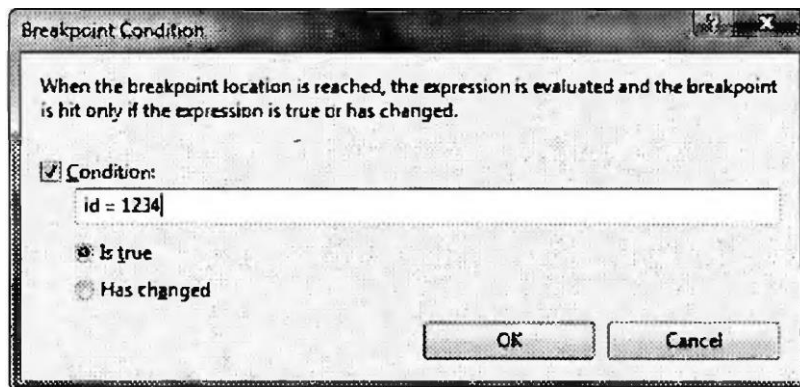 Breakpoint Condition
When the breakpoint location is reached, the expression is evaluated and the breakpoint
is hit only if the expression is true or has changed.
Condition:
id = 1234
Is true
Has changed
OK
Cancel